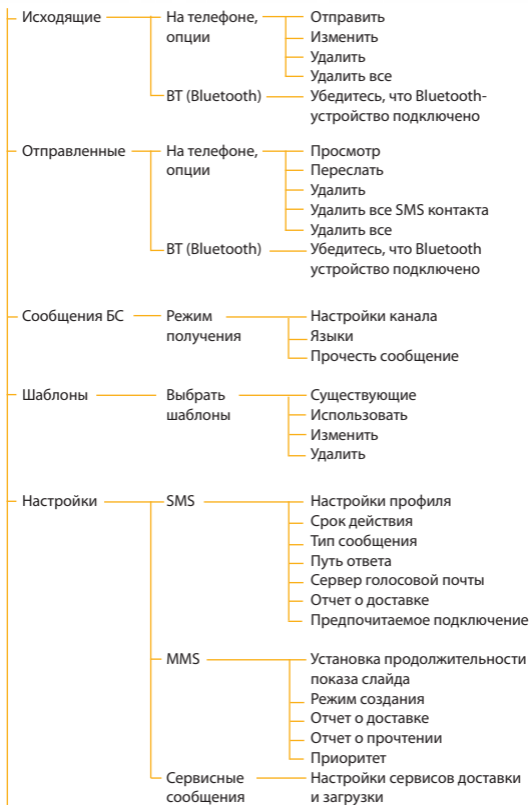 Исходящие
На телефоне,
опции
Отправить
Изменить
Удалить
Удалить все
BT (Bluetooth)
Убедитесь, что Bluetooth-
устройство подключено
Отправленные
На телефоне,
опции
Просмотр
Переслать
Удалить
Удалить все SMS контакта
Удалить все
BT (Bluetooth)
Убедитесь, что Bluetooth
устройство подключено
Сообщения БС
Режим
получения
Настройки канала
Языки
Прочесть сообщение
Шаблоны
Выбрать
шаблоны
Существующие
Использовать
Изменить
Удалить
Настройки
SMS
Настройки профиля
Срок действия
Тип сообщения
Путь ответа
Сервер голосовой почты
Отчет о доставке
Предпочитаемое подключение
MMS
Установка продолжительности
показа слайда
Режим создания
Отчет о доставке
Отчет о прочтении
Приоритет
Сервисные
сообщения
Настройки сервисов доставки
и загрузки